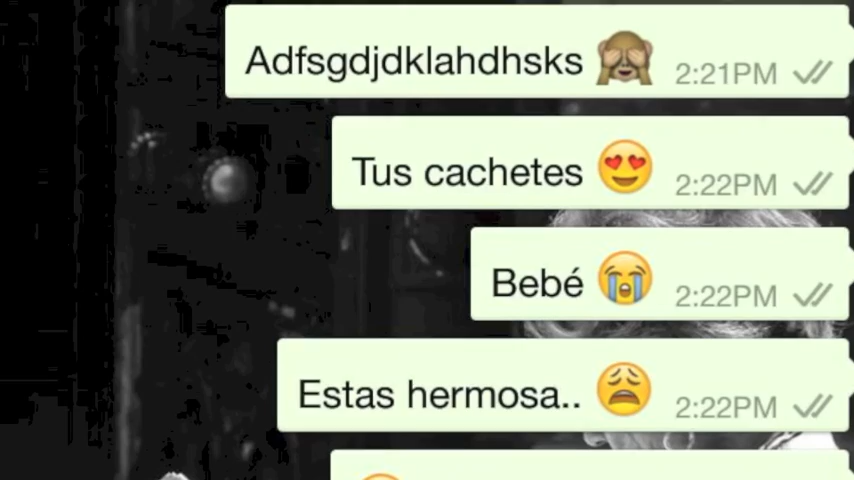 Adfsgdjdklahdhsks 🙈 2:21PM
Tus cachetes 😍 2:22PM
Bebé 😭 2:22PM
Estas hermosa.. 😩 2:22PM